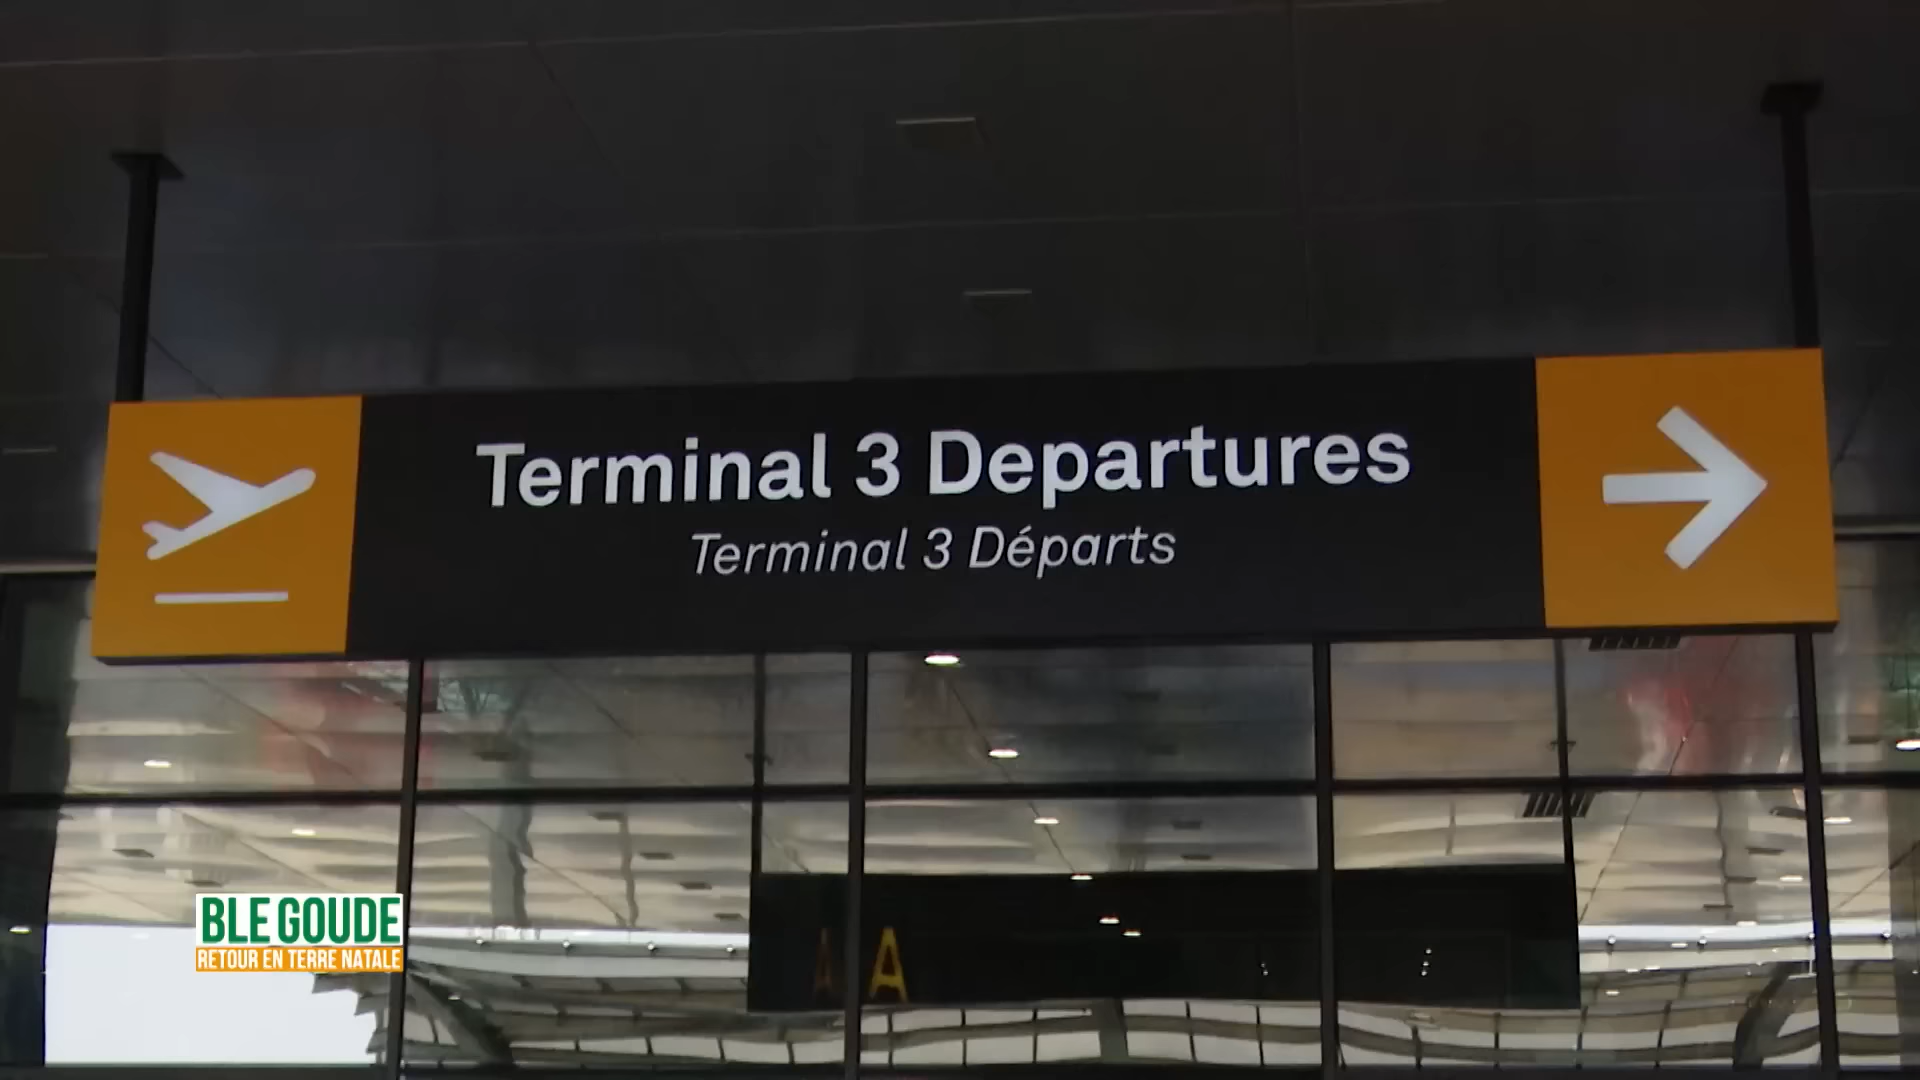 Terminal 3 Departures
Terminal 3 Départs
A
BLE GOUDE
RETOUR EN TERRE NATALE